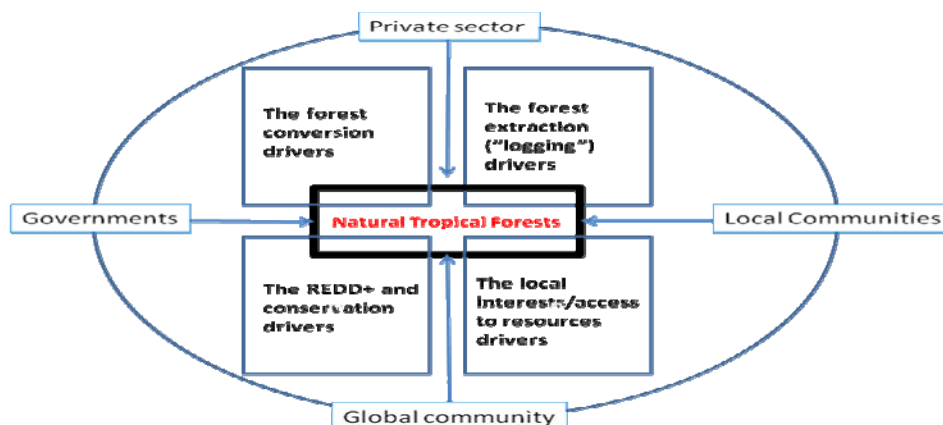 Private sector
The forest
conversion
drivers
The forest
extraction
("logging")
drivers
Governments
Natural Tropical Forests
Local Communities
The REDD+ and
conservation
drivers
The local
interests/access
to resources
drivers
Global community